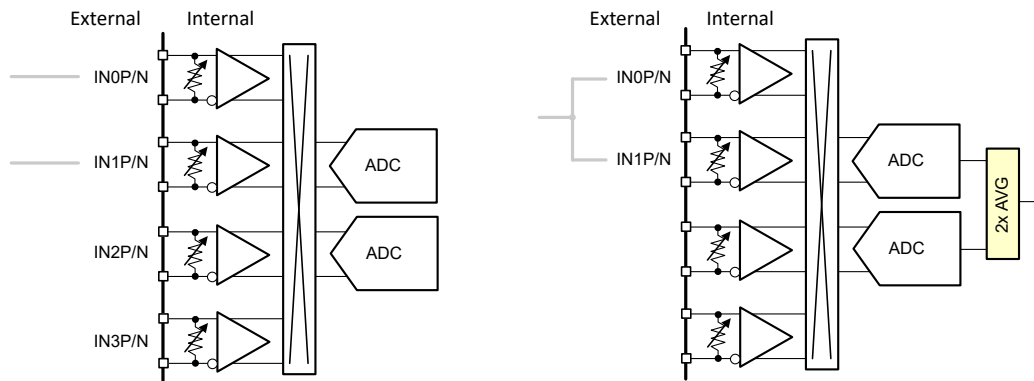 External Internal
IN0P/N
IN1P/N
ADC
ADC
IN2P/N
IN3P/N
External Internal
IN0P/N
IN1P/N
ADC
ADC
2x AVG